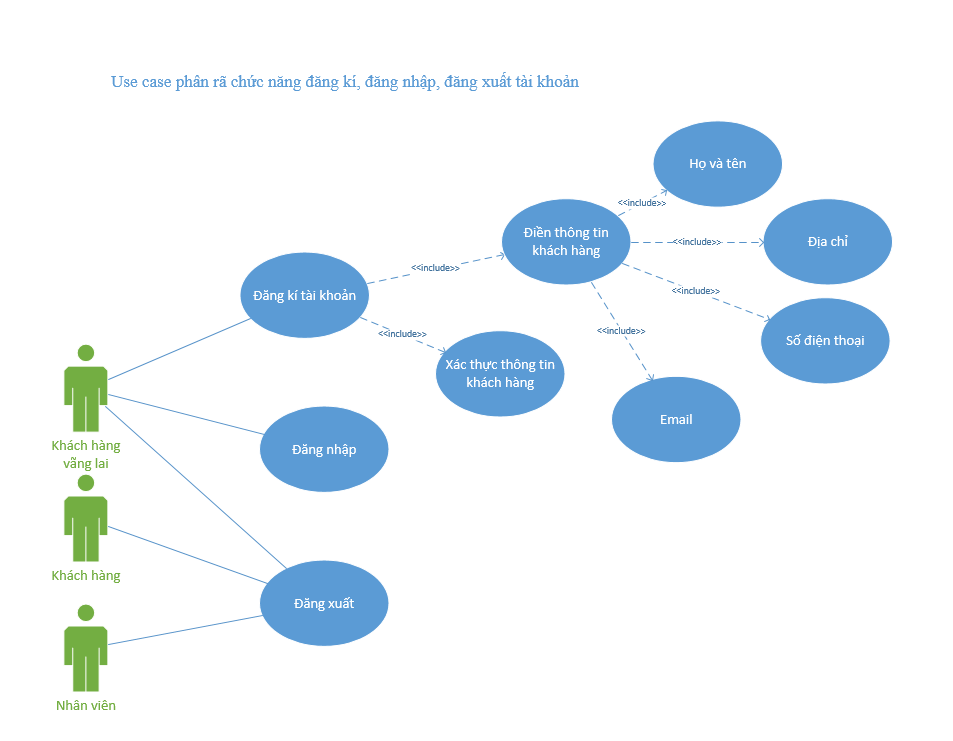 Use case phân rã chức năng đăng kí, đăng nhập, đăng xuất tài khoản
Họ và tên
<<include>>
Điền thông tin
khách hàng
<<include>>
Địa chỉ
<<include>>
Đăng kí tài khoản
<<include>>
Số điện thoại
<<include>>
<<include>>
Xác thực thông tin
khách hàng
Email
Khách hàng
vãng lai
Đăng nhập
Khách hàng
Đăng xuất
Nhân viên